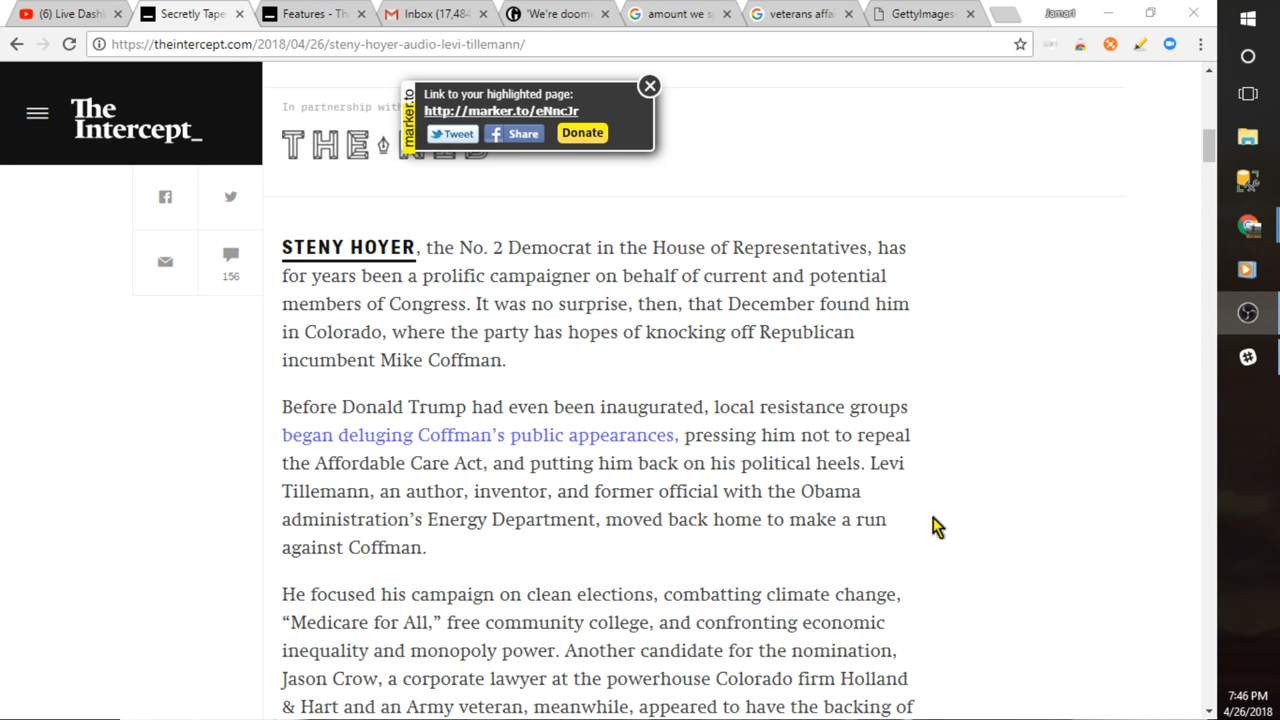 (6) Live Dashl
Secretly Tape
Features - Th
Inbox (17,484
'We're doom
amount we s
veterans affa
GettyImages-
Jamarl
https://theintercept.com/2018/04/26/steny-hoyer-audio-levi-tillemann/
The
Intercept_
In partnership with
Link to your highlighted page:
http://marker.to/eNncJr
marker.to
Tweet
Share
Donate
THE
156
STENY HOYER, the No. 2 Democrat in the House of Representatives, has
for years been a prolific campaigner on behalf of current and potential
members of Congress. It was no surprise, then, that December found him
in Colorado, where the party has hopes of knocking off Republican
incumbent Mike Coffman.
Before Donald Trump had even been inaugurated, local resistance groups
began deluging Coffman's public appearances, pressing him not to repeal
the Affordable Care Act, and putting him back on his political heels. Levi
Tillemann, an author, inventor, and former official with the Obama
administration's Energy Department, moved back home to make a run
against Coffman.
He focused his campaign on clean elections, combatting climate change,
“Medicare for All,” free community college, and confronting economic
inequality and monopoly power. Another candidate for the nomination,
Jason Crow, a corporate lawyer at the powerhouse Colorado firm Holland
& Hart and an Army veteran, meanwhile, appeared to have the backing of
7:46 PM
4/26/2018